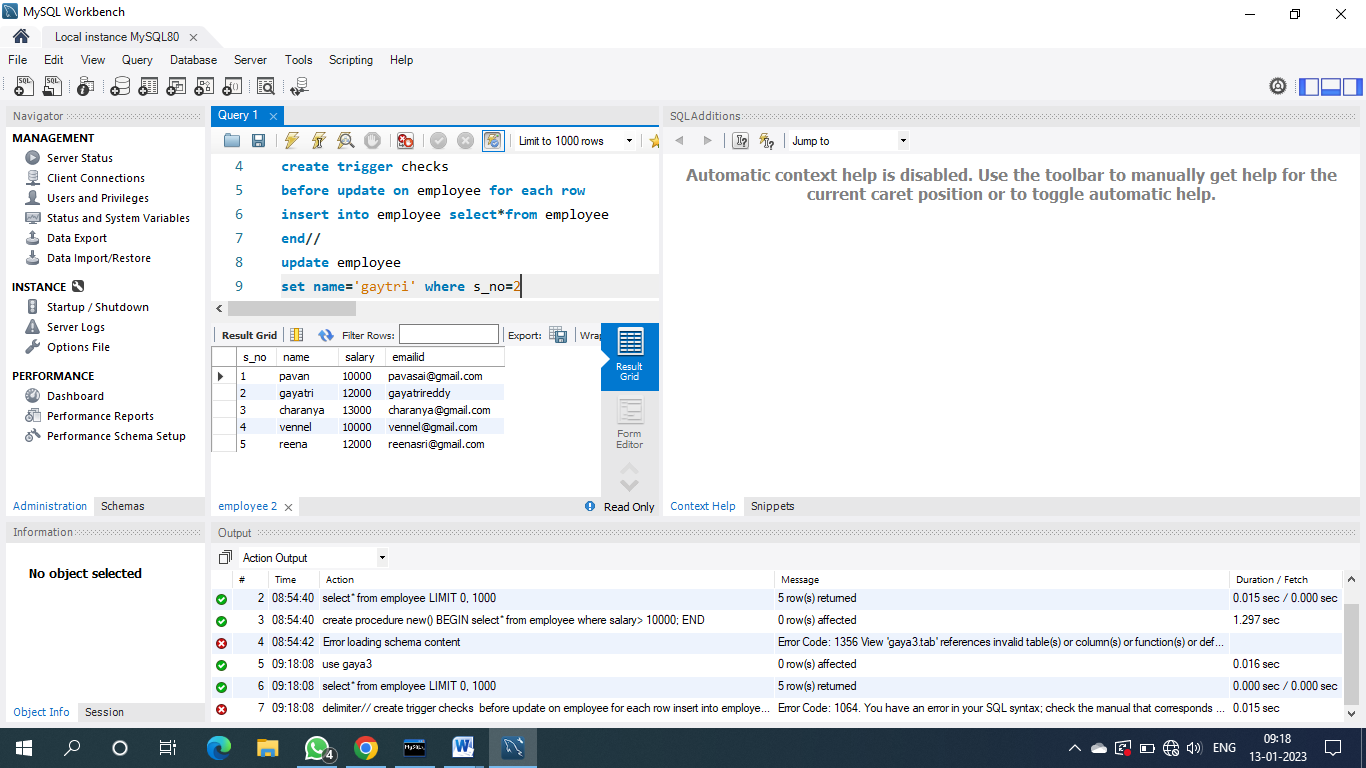 MySQL Workbench
Local instance MySQL80
File Edit View Query Database Server Tools Scripting Help
Navigator
MANAGEMENT
Server Status
Client Connections
Users and Privileges
Status and System Variables
Data Export
Data Import/Restore
INSTANCE
Startup / Shutdown
Server Logs
Options File
PERFORMANCE
Dashboard
Performance Reports
Performance Schema Setup
Administration Schemas
Information
No object selected
Object Info Session
Query 1
Limit to 1000 rows
4 create trigger checks
5 before update on employee for each row
6 insert into employee select*from employee
7 end//
8 update employee
9 set name='gaytri' where s_no=2
Result Grid Filter Rows: Export: Wrap
s_no name salary emailid
1 pavan 10000 pavasai@gmail.com
2 gayatri 12000 gayatrireddy
3 charanya 13000 charanya@gmail.com
4 vennel 10000 vennel@gmail.com
5 reena 12000 reenasri@gmail.com
Result
Grid
Form
Editor
employee 2
Read Only
SQLAdditions
Jump to
Automatic context help is disabled. Use the toolbar to manually get help for the
current caret position or to toggle automatic help.
Context Help Snippets
Output
Action Output
# Time Action Message Duration / Fetch
2 08:54:40 select* from employee LIMIT 0, 1000 5 row(s) returned 0.015 sec / 0.000 sec
3 08:54:40 create procedure new() BEGIN select* from employee where salary> 10000; END 0 row(s) affected 1.297 sec
4 08:54:42 Error loading schema content Error Code: 1356 View 'gaya3.tab' references invalid table(s) or column(s) or function(s) or def...
5 09:18:08 use gaya3 0 row(s) affected 0.016 sec
6 09:18:08 select* from employee LIMIT 0, 1000 5 row(s) returned 0.000 sec / 0.000 sec
7 09:18:08 delimiter// create trigger checks before update on employee for each row insert into employe... Error Code: 1064. You have an error in your SQL syntax; check the manual that corresponds ... 0.015 sec
4
ENG
09:18
13-01-2023